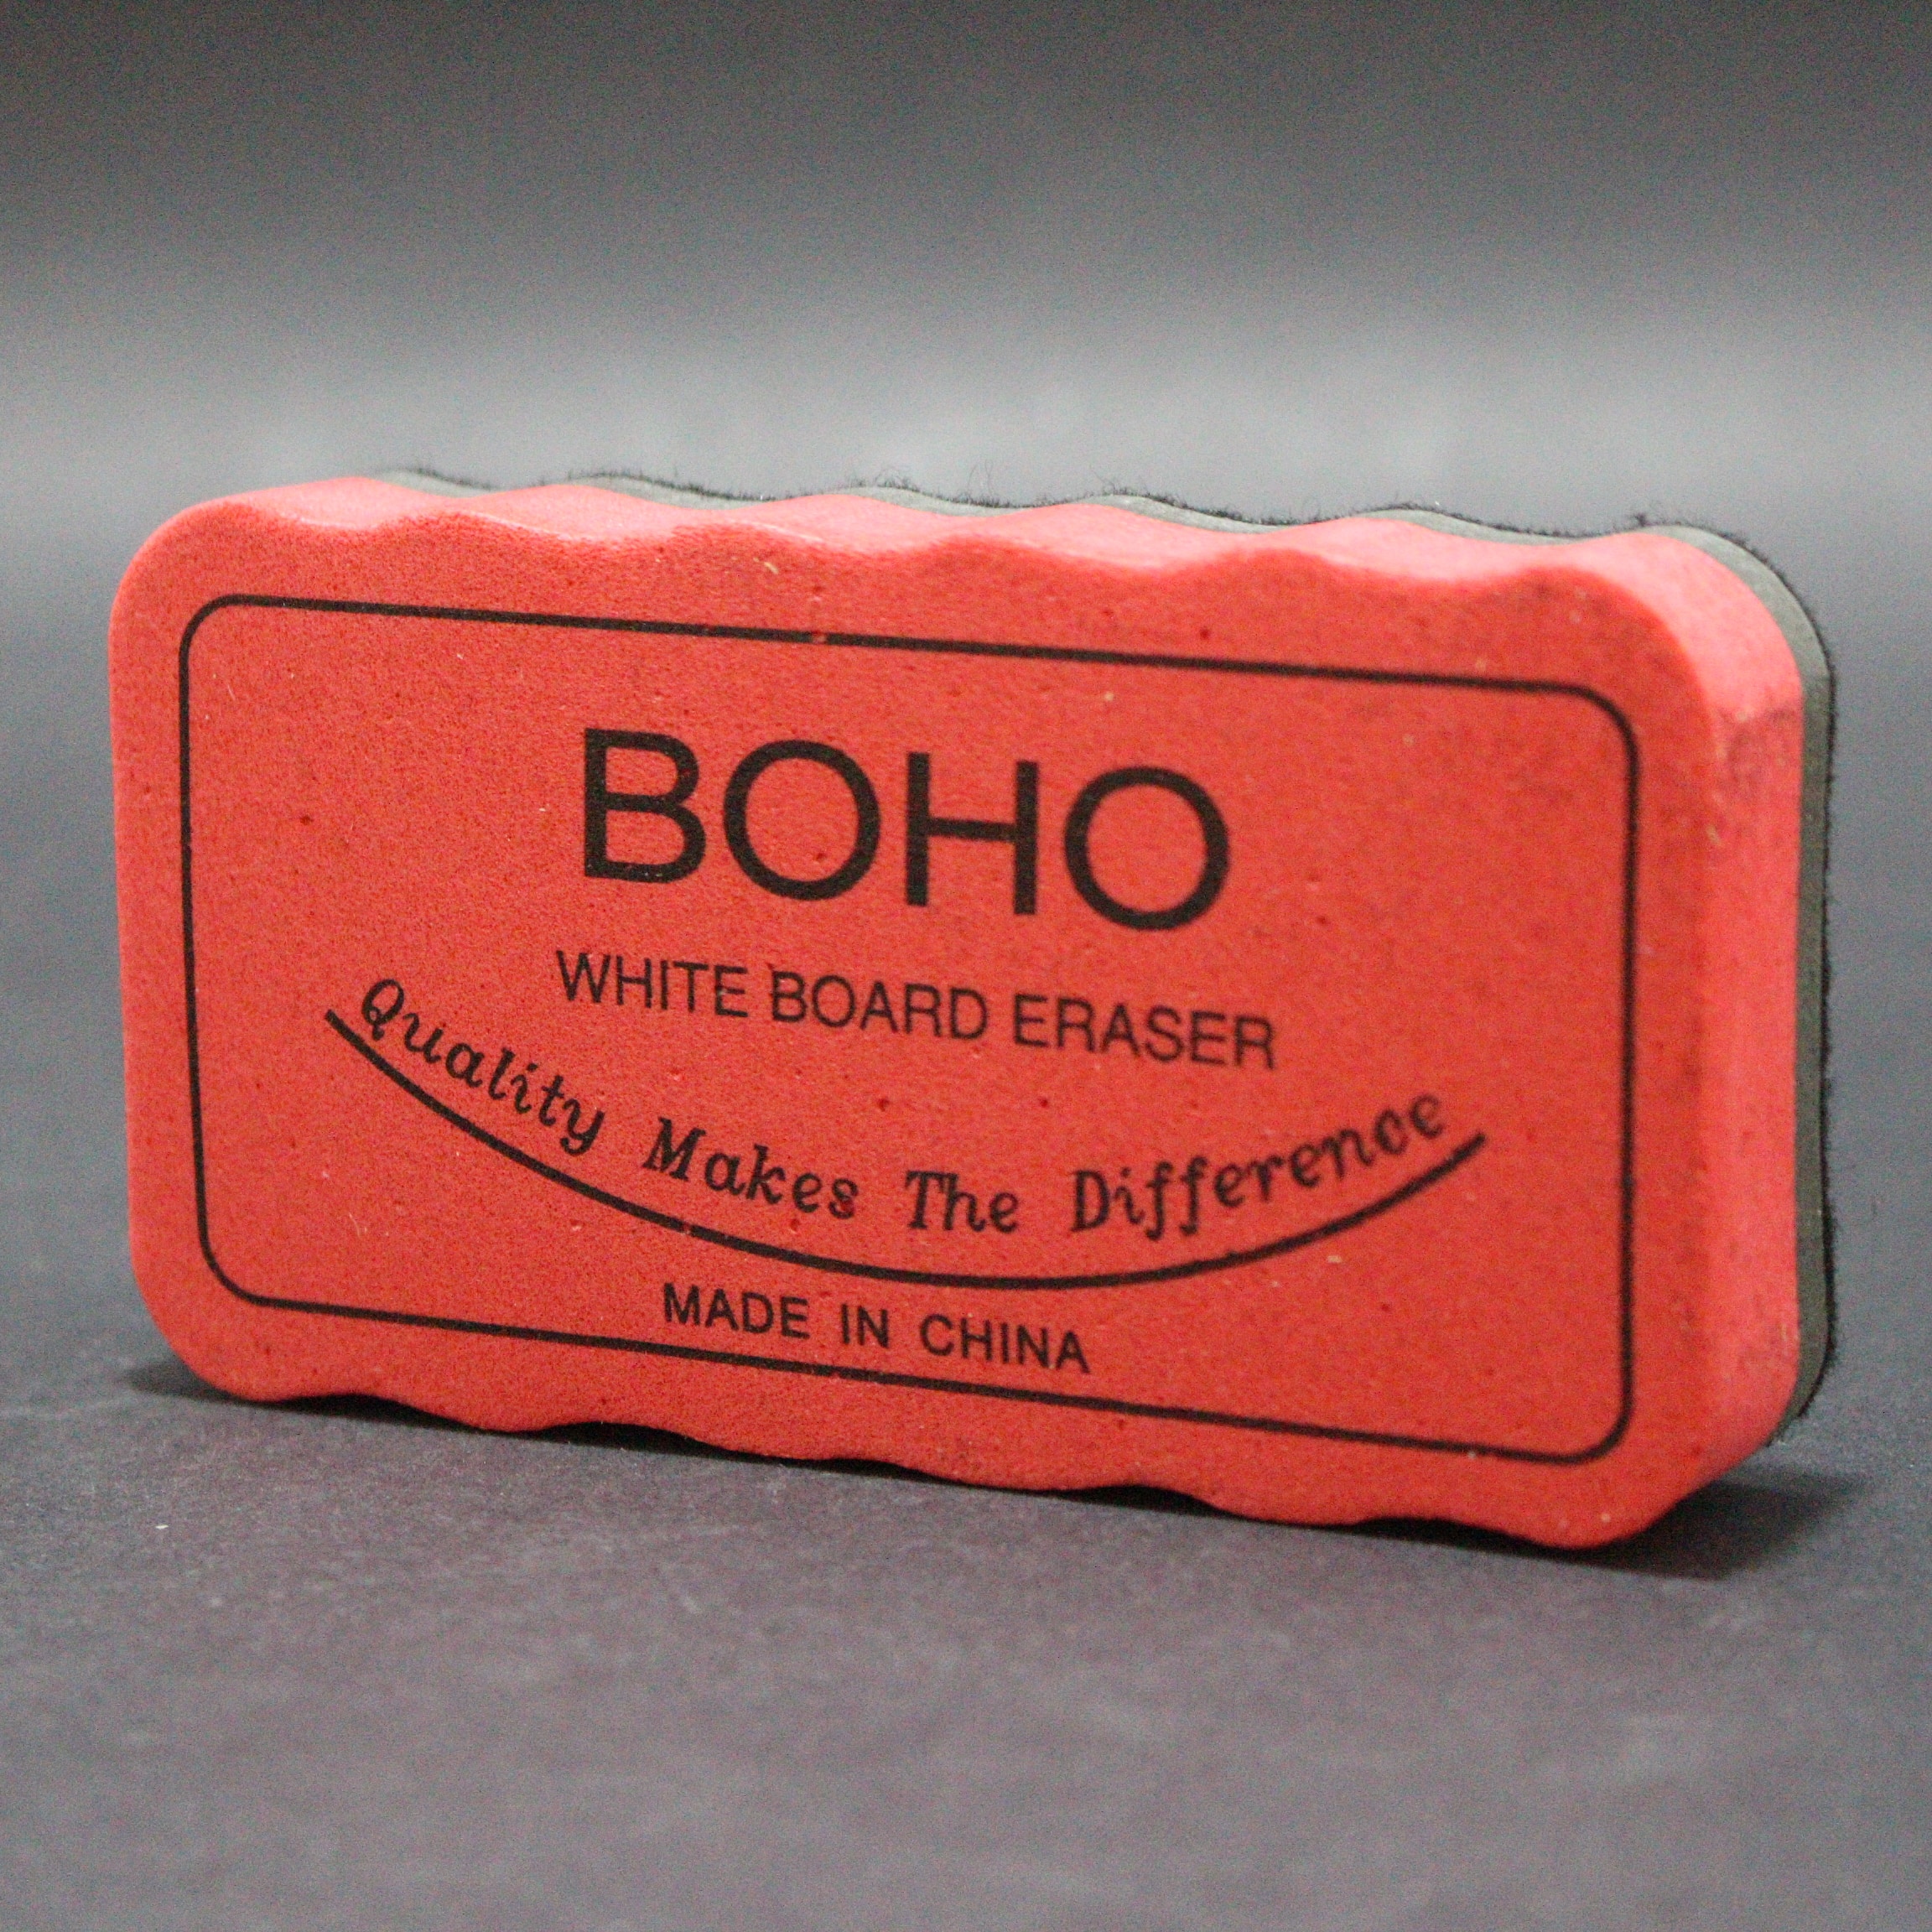 BOHO
WHITE BOARD ERASER
Quality Makes The Difference
MADE IN CHINA